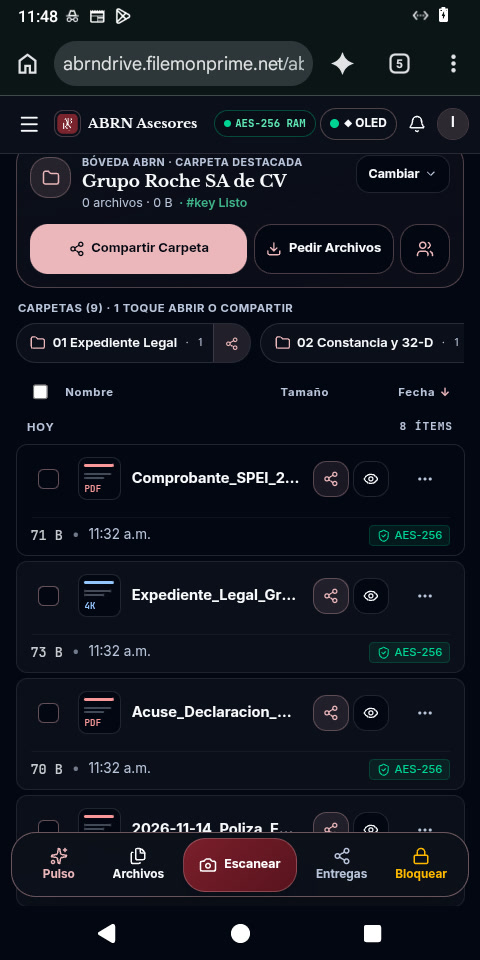 11:48
abrndrive.filemonprime.net/ab
5
ABRN Asesores
AES-256 RAM
◆ OLED
I
BÓVEDA ABRN · CARPETA DESTACADA
Grupo Roche SA de CV
0 archivos · 0 B · #key Listo
Cambiar
Compartir Carpeta
Pedir Archivos
CARPETAS (9) · 1 TOQUE ABRIR O COMPARTIR
01 Expediente Legal · 1
02 Constancia y 32-D · 1
Nombre
Tamaño
Fecha ↓
HOY
8 ÍTEMS
PDF
Comprobante_SPEI_2...
71 B • 11:32 a.m.
AES-256
4K
Expediente_Legal_Gr...
73 B • 11:32 a.m.
AES-256
PDF
Acuse_Declaracion_...
70 B • 11:32 a.m.
AES-256
2026-11-14_Poliza_F...
Pulso
Archivos
Escanear
Entregas
Bloquear